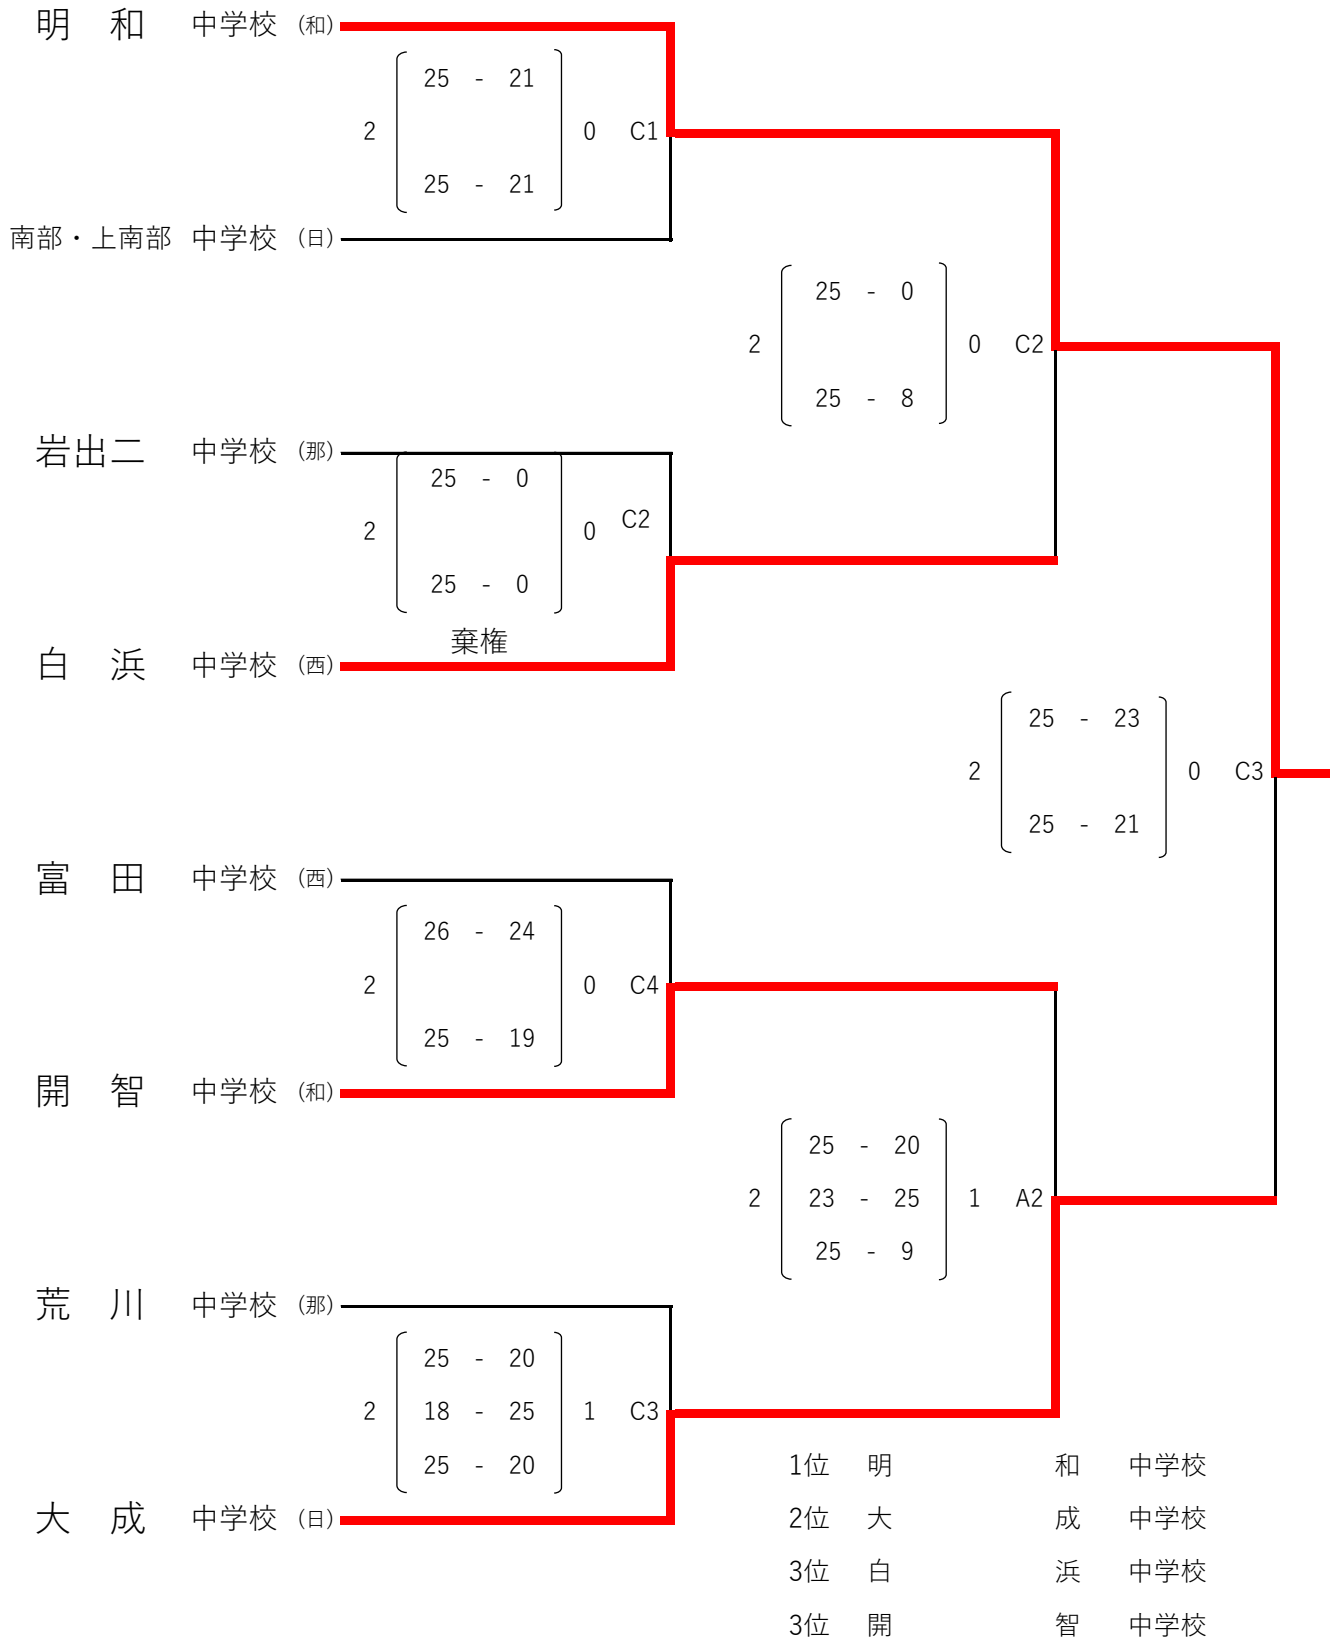 明 和 中学校 (和)
25 - 21
2 0 C1
25 - 21
南部・上南部 中学校 (日)
25 - 0
2 0 C2
25 - 8
岩出二 中学校 (那)
25 - 0
2 0 C2
25 - 0
棄権
白 浜 中学校 (西)
25 - 23
2 0 C3
25 - 21
富 田 中学校 (西)
26 - 24
2 0 C4
25 - 19
開 智 中学校 (和)
25 - 20
2 23 - 25 1 A2
25 - 9
荒 川 中学校 (那)
25 - 20
2 18 - 25 1 C3
25 - 20
大 成 中学校 (日)
1位 明 和 中学校
2位 大 成 中学校
3位 白 浜 中学校
3位 開 智 中学校